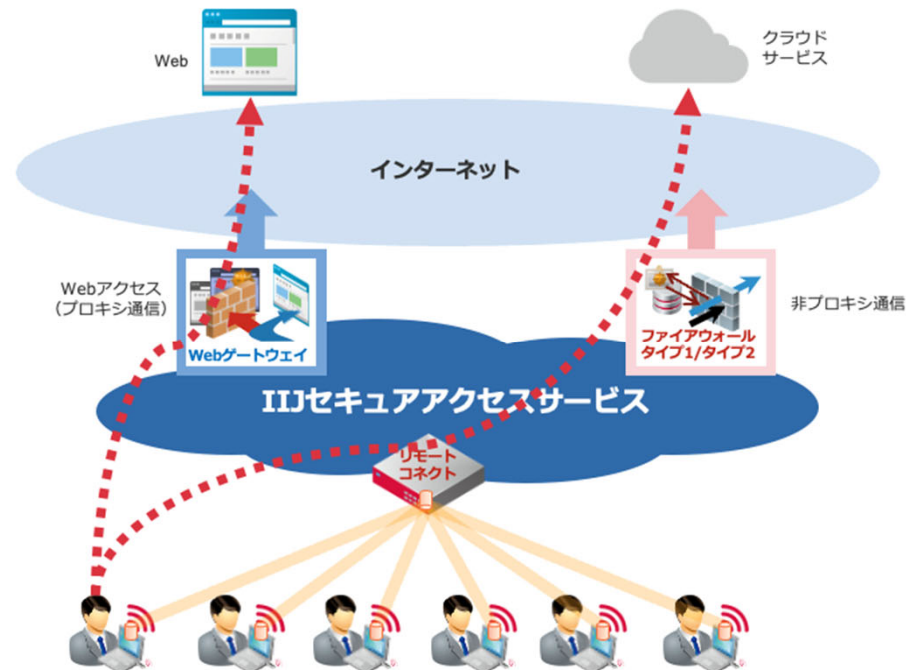 Web
クラウド
サービス
インターネット
Webアクセス
(プロキシ通信)
Webゲートウェイ
ファイアウォール
タイプ1/タイプ2
非プロキシ通信
IIJセキュアアクセスサービス
リモート
コネクト